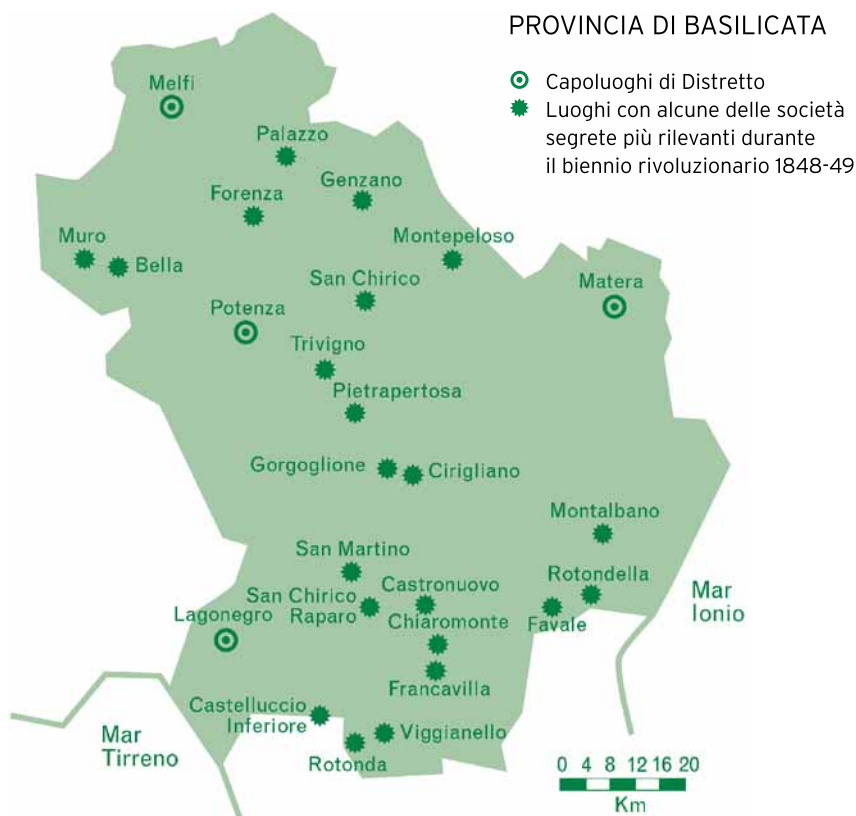 PROVINCIA DI BASILICATA
Capoluoghi di Distretto
Luoghi con alcune delle società
segrete più rilevanti durante
il biennio rivoluzionario 1848-49
Melfi
Palazzo
Genzano
Forenza
Muro
Bella
Montepeloso
San Chirico
Matera
Potenza
Trivigno
Pietrapertosa
Gorgoglione
Cirigliano
Montalbano
San Martino
Rotondella
Castronuovo
San Chirico
Raparo
Lagonegro
Chiaromonte
Favale
Mar
Ionio
Francavilla
Castelluccio
Inferiore
Viggianello
Rotonda
Mar
Tirreno
0 4 8 12 16 20
Km